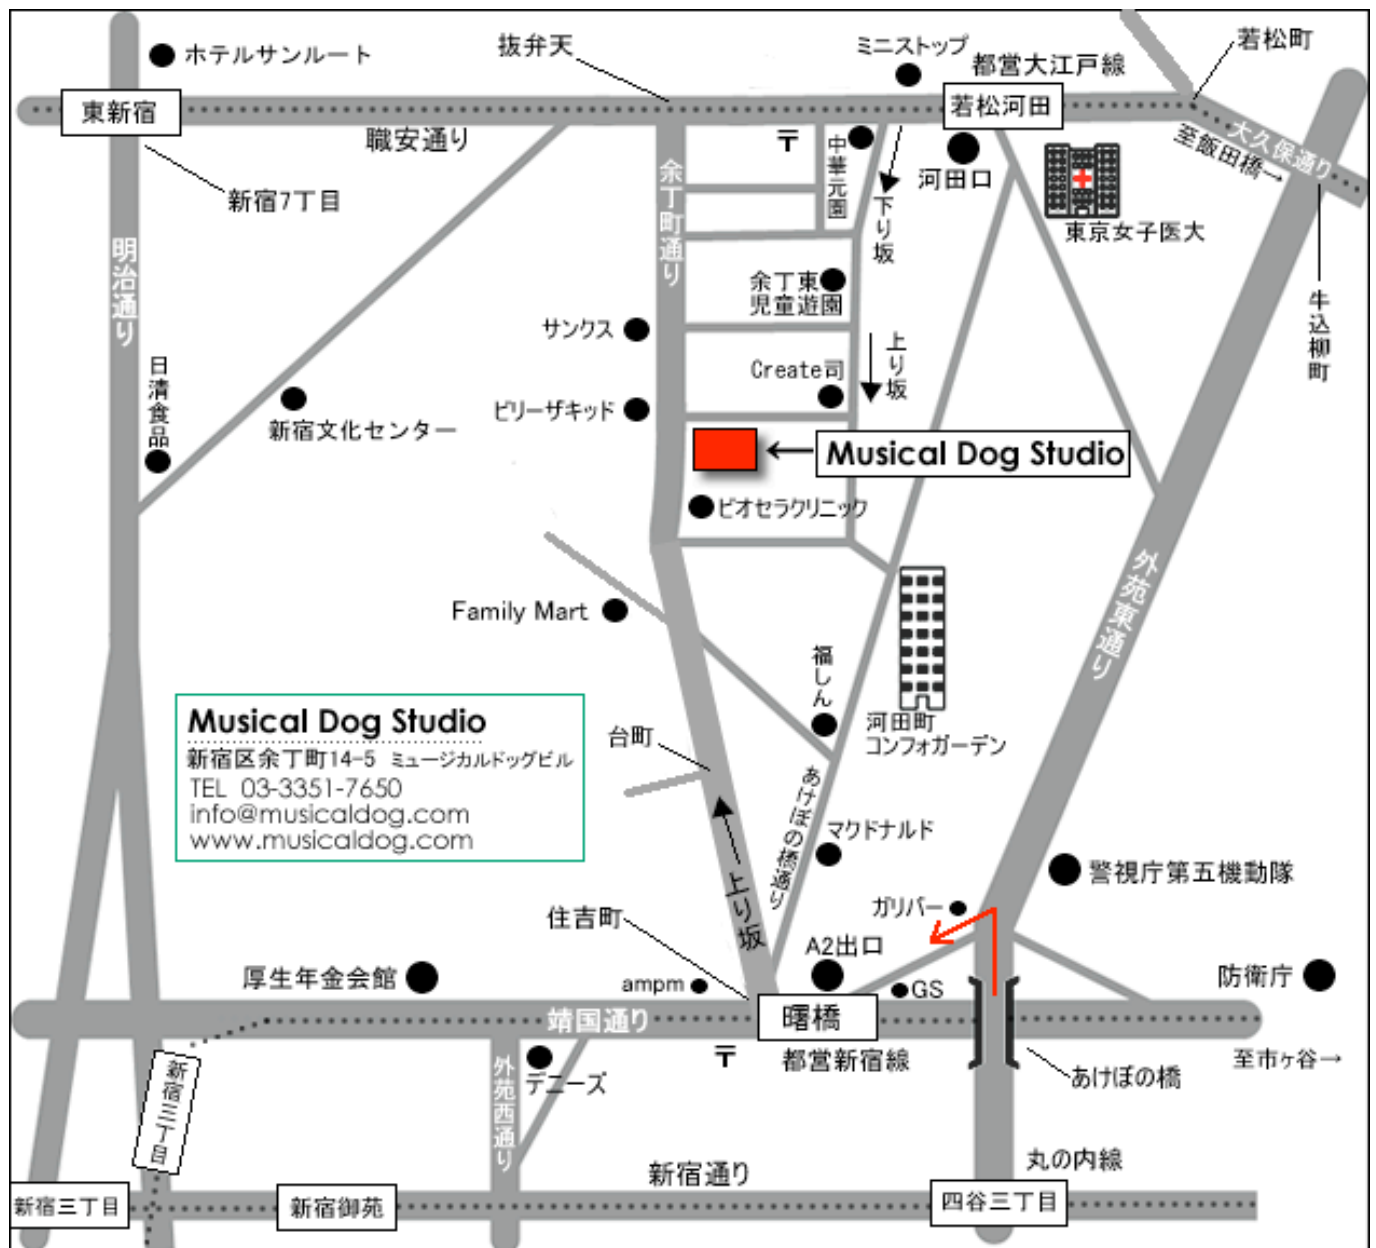 ホテルサンルート
抜弁天
ミニストップ
都営大江戸線
若松町
東新宿
若松河田
職安通り
〒
中華元園
河田口
大久保通り
至飯田橋→
新宿7丁目
余丁町通り
下り坂
東京女子医大
明治通り
余丁東
児童遊園
牛込柳町
サンクス
上り坂
日清食品
Create司
ビリーザキッド
新宿文化センター
Musical Dog Studio
ビオセラクリニック
外苑東通り
Family Mart
福しん
河田町
コンフォガーデン
台町
Musical Dog Studio
新宿区余丁町14-5 ミュージカルドッグビル
TEL 03-3351-7650
info@musicaldog.com
www.musicaldog.com
あけぼの橋通り
マクドナルド
警視庁第五機動隊
上り坂
ガリバー
住吉町
A2出口
厚生年金会館
ampm
GS
防衛庁
靖国通り
曙橋
〒
都営新宿線
至市ヶ谷→
デニーズ
外苑西通り
あけぼの橋
新宿三丁目
新宿通り
丸の内線
新宿三丁目
新宿御苑
四谷三丁目